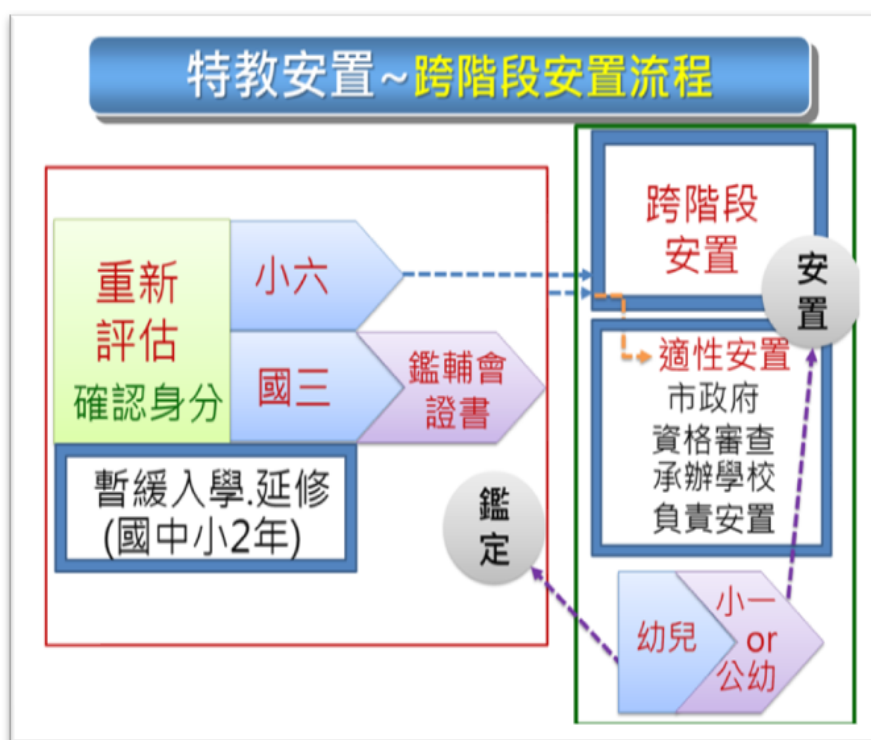 特教安置~跨階段安置流程
重新
評估
確認身分
小六
國三
鑑輔會
證書
暫緩入學.延修
(國中小2年)
鑑
定
跨階段
安置
安
置
適性安置
市政府
資格審查
承辦學校
負責安置
幼兒
小一
or
公幼